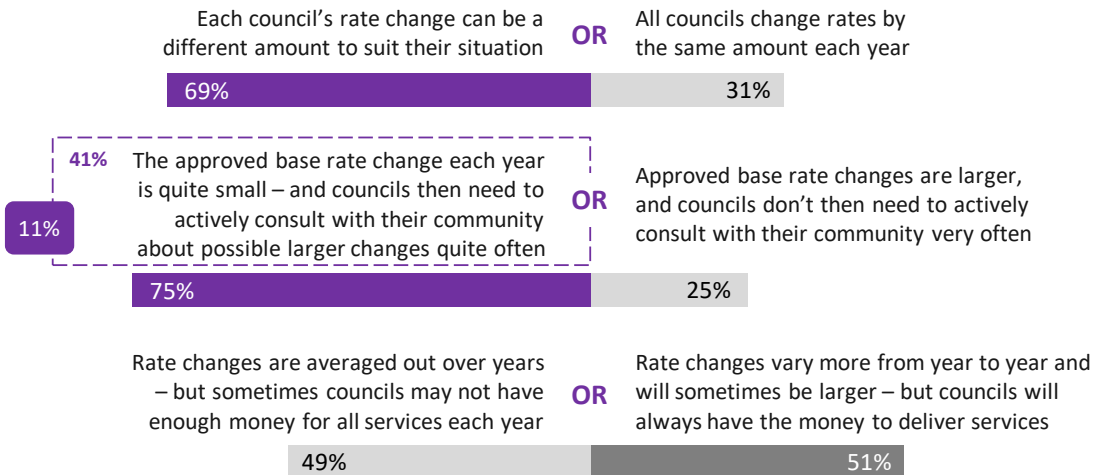 Each council’s rate change can be a
different amount to suit their situation
OR
All councils change rates by
the same amount each year
69%
31%
41%
The approved base rate change each year
is quite small – and councils then need to
actively consult with their community
about possible larger changes quite often
11%
OR
Approved base rate changes are larger,
and councils don’t then need to actively
consult with their community very often
75%
25%
Rate changes are averaged out over years
– but sometimes councils may not have
enough money for all services each year
OR
Rate changes vary more from year to year and
will sometimes be larger – but councils will
always have the money to deliver services
49%
51%